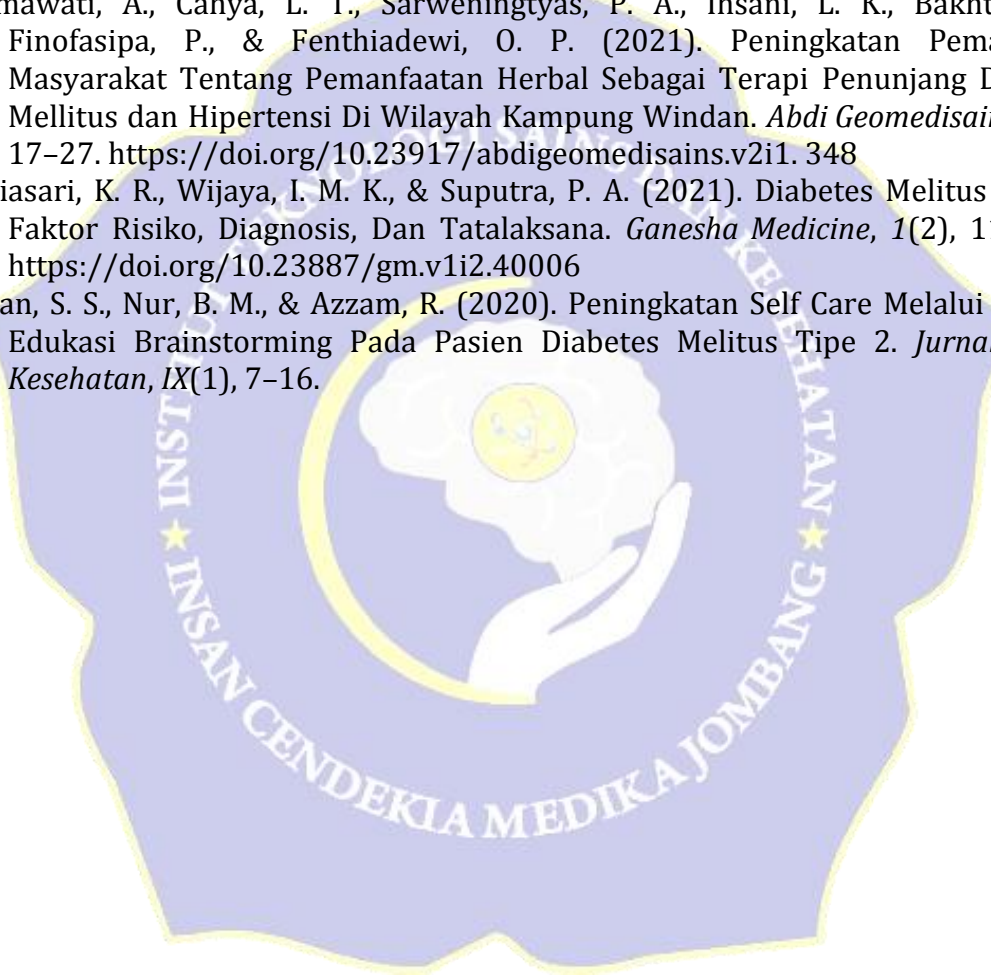 mawati, A., Cahya, L. T., Sarweningtyas, P. A., Insani, L. K., Bakht
Finofasipa, P., & Fenthiadewi, O. P. (2021). Peningkatan Pema
Masyarakat Tentang Pemanfaatan Herbal Sebagai Terapi Penunjang D
Mellitus dan Hipertensi Di Wilayah Kampung Windan. Abdi Geomedisain
17–27. https://doi.org/10.23917/abdigeomedisains.v2i1. 348
iasari, K. R., Wijaya, I. M. K., & Suputra, P. A. (2021). Diabetes Melitus
Faktor Risiko, Diagnosis, Dan Tatalaksana. Ganesha Medicine, 1(2), 1
https://doi.org/10.23887/gm.v1i2.40006
an, S. S., Nur, B. M., & Azzam, R. (2020). Peningkatan Self Care Melalui
Edukasi Brainstorming Pada Pasien Diabetes Melitus Tipe 2. Jurna
Kesehatan, IX(1), 7–16.
INSTITUT TEKNOLOGI SAINS DAN KESEHATAN
INSAN CENDEKIA MEDIKA JOMBANG